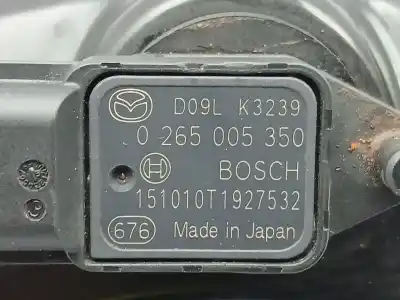 D09L K3239
0 265 005 350
BOSCH
151010T1927532
676 Made in Japan